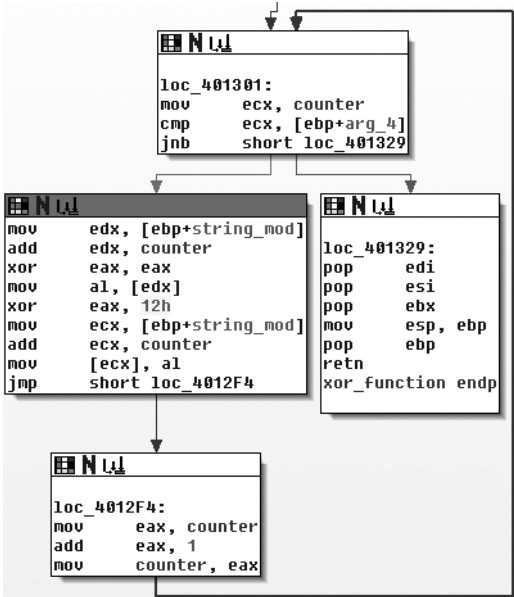 loc_401301:
mov ecx, counter
cmp ecx, [ebp+arg_4]
jnb short loc_401329
mov edx, [ebp+string_mod]
add edx, counter
xor eax, eax
mov al, [edx]
xor eax, 12h
mov ecx, [ebp+string_mod]
add ecx, counter
mov [ecx], al
jmp short loc_4012F4
loc_401329:
pop edi
pop esi
pop ebx
mov esp, ebp
pop ebp
retn
xor_function endp
loc_4012F4:
mov eax, counter
add eax, 1
mov counter, eax